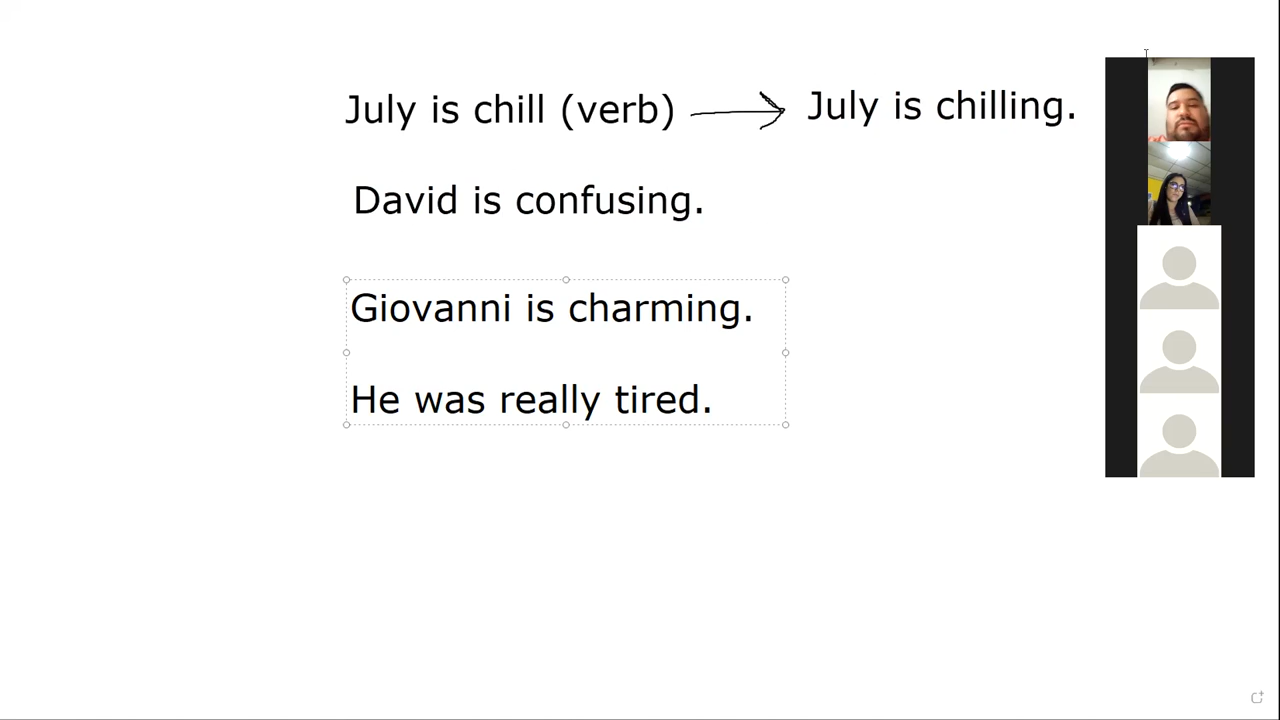 July is chill (verb) July is chilling.
David is confusing.
Giovanni is charming.
He was really tired.